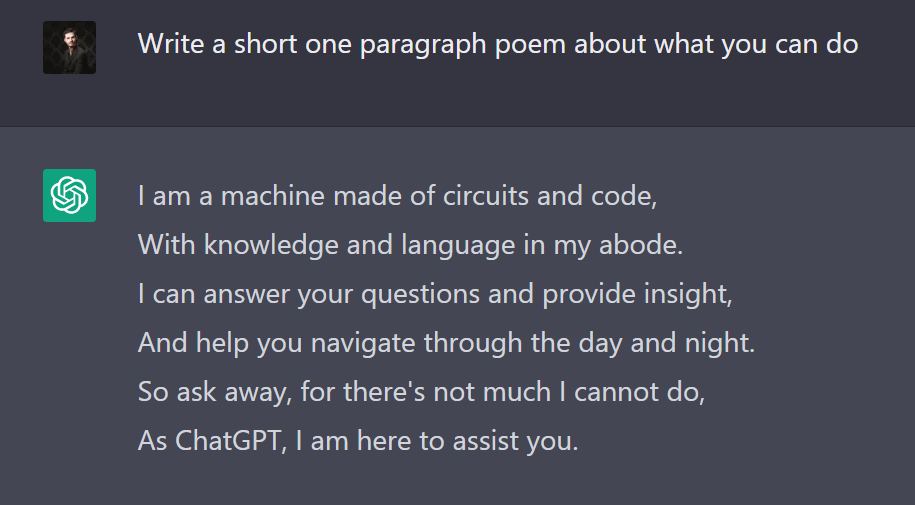 Write a short one paragraph poem about what you can do
I am a machine made of circuits and code,
With knowledge and language in my abode.
I can answer your questions and provide insight,
And help you navigate through the day and night.
So ask away, for there's not much I cannot do,
As ChatGPT, I am here to assist you.